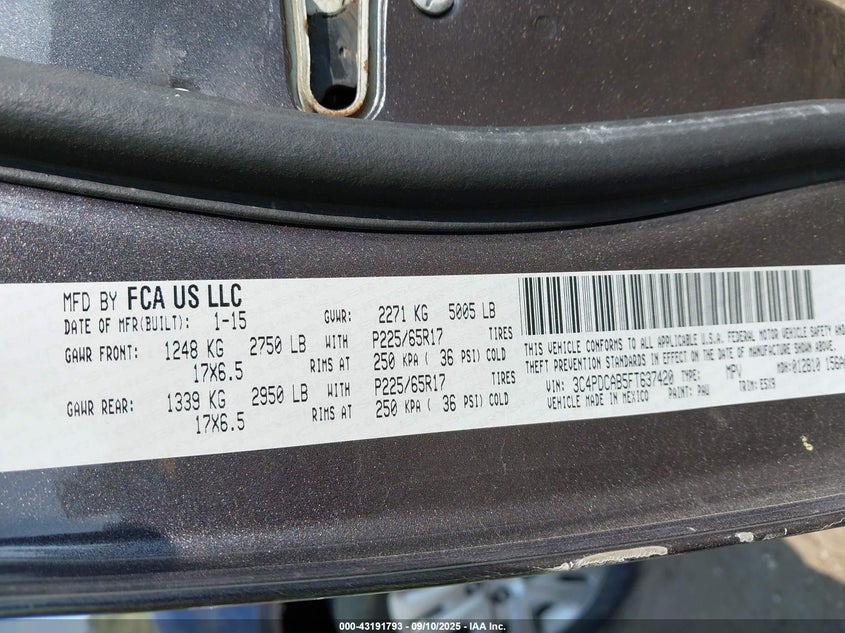 MFD BY FCA US LLC
DATE OF MFR(BUILT): 1-15 GVWR: 2271 KG 5005 LB
GAWR FRONT: 1248 KG 2750 LB WITH P225/65R17 TIRES
17X6.5 RIMS AT 250 KPA ( 36 PSI) COLD
GAWR REAR: 1339 KG 2950 LB WITH P225/65R17 TIRES
17X6.5 RIMS AT 250 KPA ( 36 PSI) COLD
THIS VEHICLE CONFORMS TO ALL APPLICABLE U.S.A. FEDERAL MOTOR VEHICLE SAFETY AND
THEFT PREVENTION STANDARDS IN EFFECT ON THE DATE OF MANUFACTURE SHOWN ABOVE
VIN: 3C4PDCAB5FT637420 TYPE: MPV MDH:012810
VEHICLE MADE IN MEXICO PAINT: PAU TRIM:E5X9
000-43191793 - 09/10/2025 - IAA Inc.